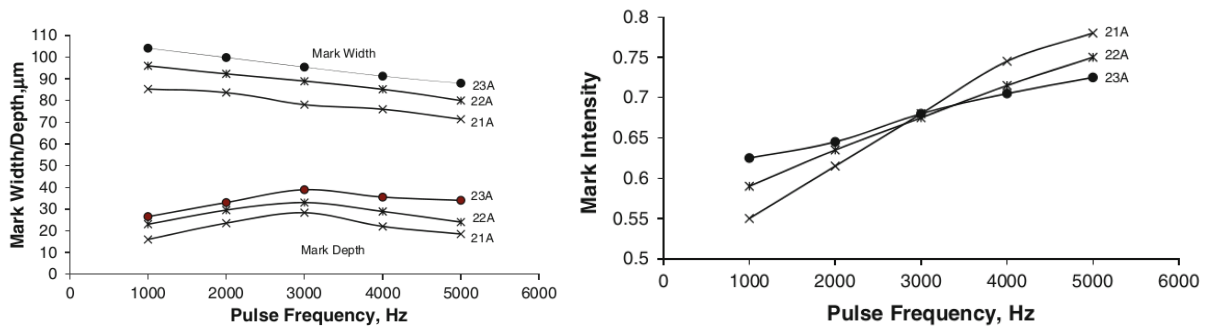 110
100
90
80
70
60
50
40
30
20
10
0
Mark Width/Depth,µm
Mark Width
23A
22A
21A
23A
22A
21A
Mark Depth
0 1000 2000 3000 4000 5000 6000
Pulse Frequency, Hz
0.8
0.75
0.7
0.65
0.6
0.55
0.5
Mark Intensity
21A
22A
23A
0 1000 2000 3000 4000 5000 6000
Pulse Frequency, Hz